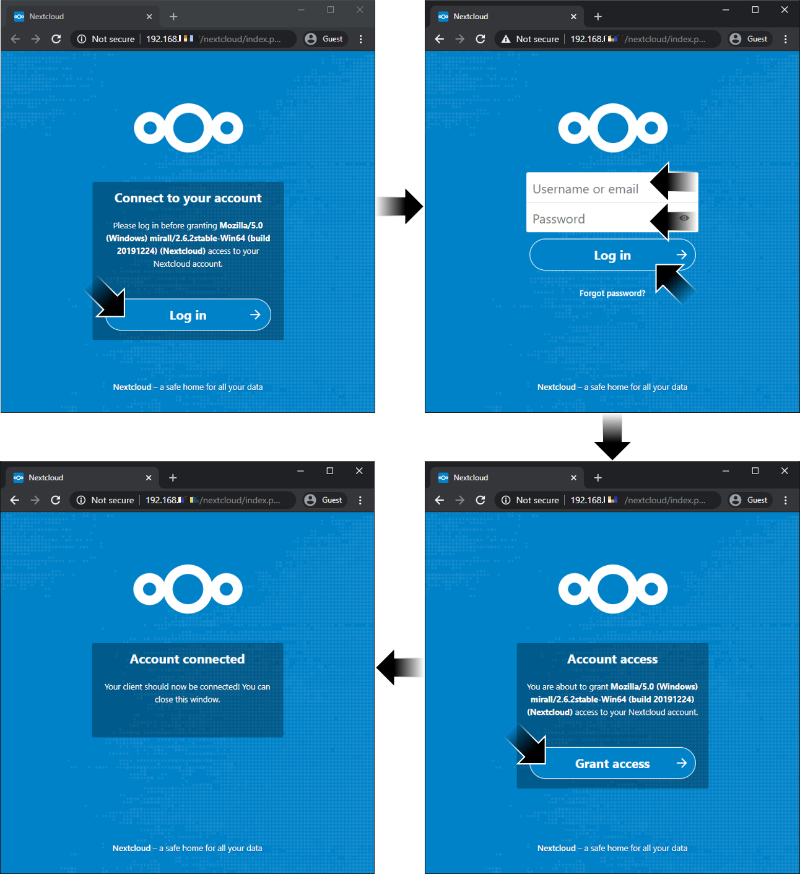 Nextcloud
Not secure 192.168. /nextcloud/index.p... Guest
Connect to your account
Please log in before granting Mozilla/5.0
(Windows) mirall/2.6.2stable-Win64 (build
20191224) (Nextcloud) access to your
Nextcloud account.
Log in
Nextcloud – a safe home for all your data
Nextcloud
Not secure 192.168. /nextcloud/index.p... Guest
Username or email
Password
Log in
Forgot password?
Nextcloud – a safe home for all your data
Nextcloud
Not secure 192.168. /nextcloud/index.p... Guest
Account access
You are about to grant Mozilla/5.0 (Windows)
mirall/2.6.2stable-Win64 (build 20191224)
(Nextcloud) access to your Nextcloud account.
Grant access
Nextcloud – a safe home for all your data
Nextcloud
Not secure 192.168. /nextcloud/index.p... Guest
Account connected
Your client should now be connected! You can
close this window.
Nextcloud – a safe home for all your data